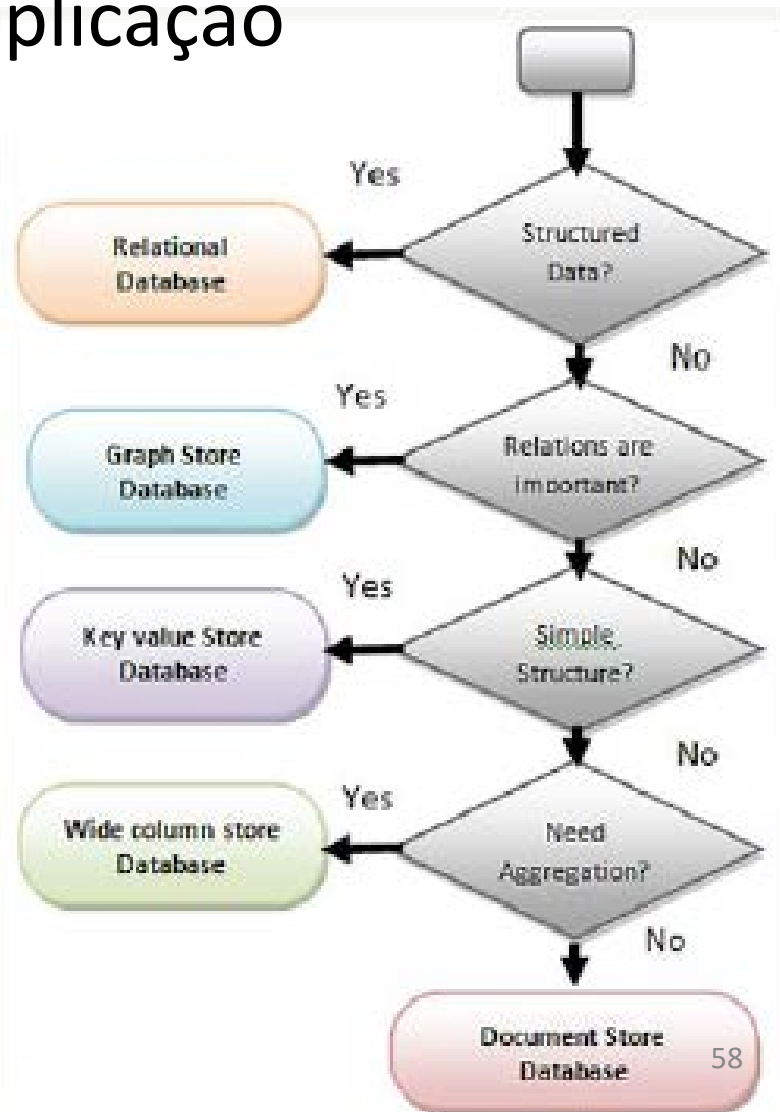 plicação
Yes
Structured
Data?
Relational
Database
No
Yes
Relations are
important?
Graph Store
Database
No
Yes
Simple
Structure?
Key value Store
Database
No
Yes
Need
Aggregation?
Wide column store
Database
No
Document Store
Database
58